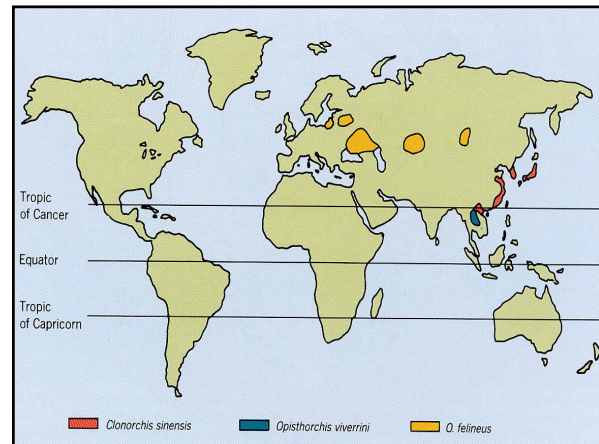 Tropic
of Cancer
Equator
Tropic
of Capricorn
Clonorchis sinensis
Opisthorchis viverrini
O. felineus